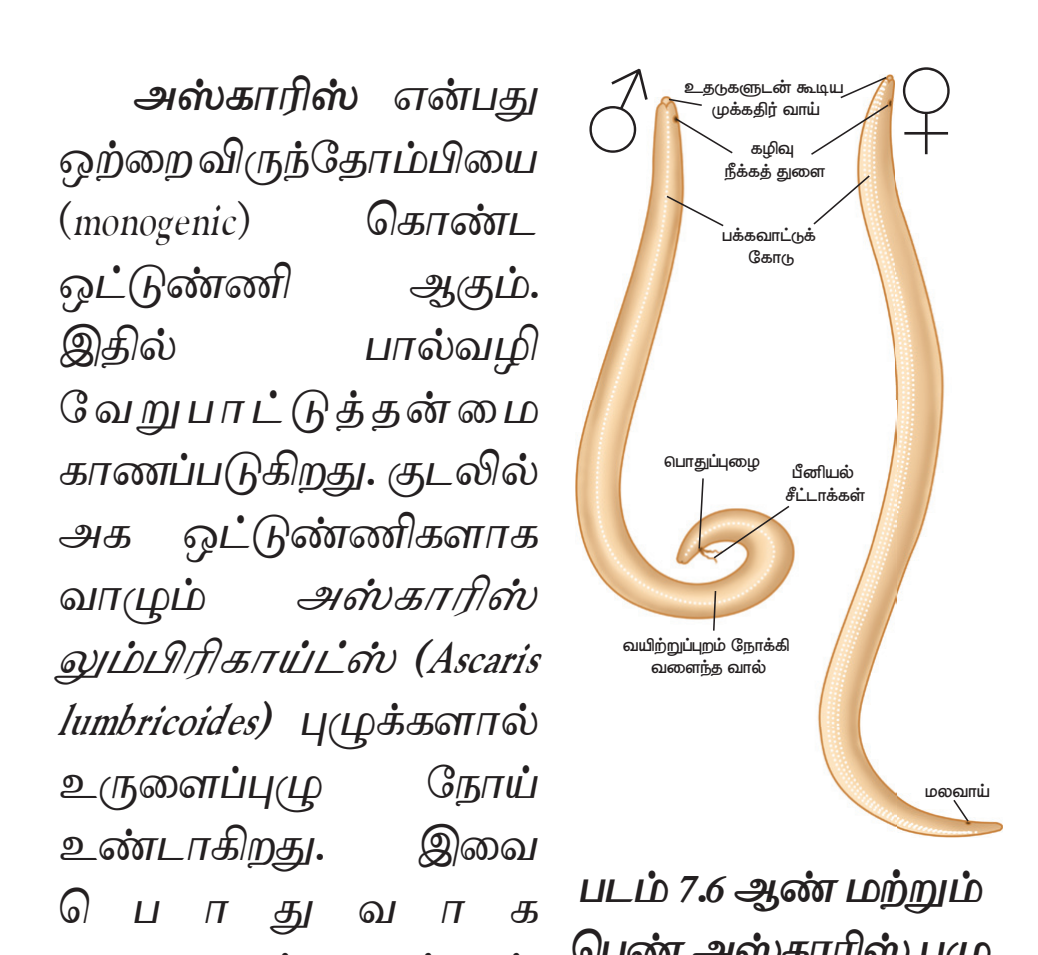 அஸ்காரிஸ் என்பது
ஒற்றை விருந்தோம்பியை
(monogenic) கொண்ட
ஒட்டுண்ணி ஆகும்.
இதில் பால்வழி
வேறுபாட்டுத்தன்மை
காணப்படுகிறது. குடலில்
அக ஒட்டுண்ணிகளாக
வாழும் அஸ்காரிஸ்
லும்பிரிகாய்ட்ஸ் (Ascaris
lumbricoides) புழுக்களால்
உருளைப்புழு நோய்
உண்டாகிறது. இவை
பொதுவாக
உதடுகளுடன் கூடிய
முக்கதிர் வாய்
கழிவு
நீக்கத் துளை
பக்கவாட்டுக்
கோடு
பொதுப்புழை
பீனியல்
சீட்டாக்கள்
வயிற்றுப்புறம் நோக்கி
வளைந்த வால்
மலவாய்
படம் 7.6 ஆண் மற்றும்
பெண் அஸ்காரிஸ் புழு